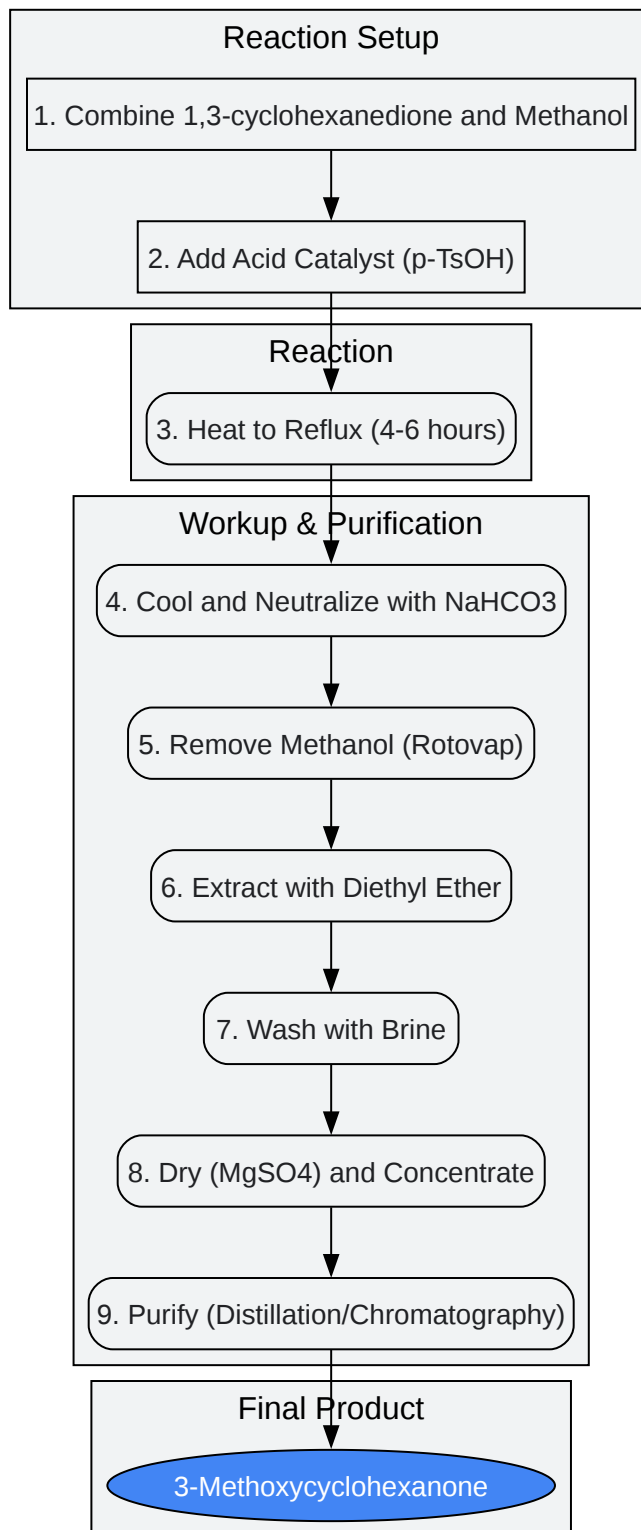 Reaction Setup
1. Combine 1,3-cyclohexanedione and Methanol
2. Add Acid Catalyst (p-TsOH)
Reaction
3. Heat to Reflux (4-6 hours)
Workup & Purification
4. Cool and Neutralize with NaHCO3
5. Remove Methanol (Rotovap)
6. Extract with Diethyl Ether
7. Wash with Brine
8. Dry (MgSO4) and Concentrate
9. Purify (Distillation/Chromatography)
Final Product
3-Methoxycyclohexanone